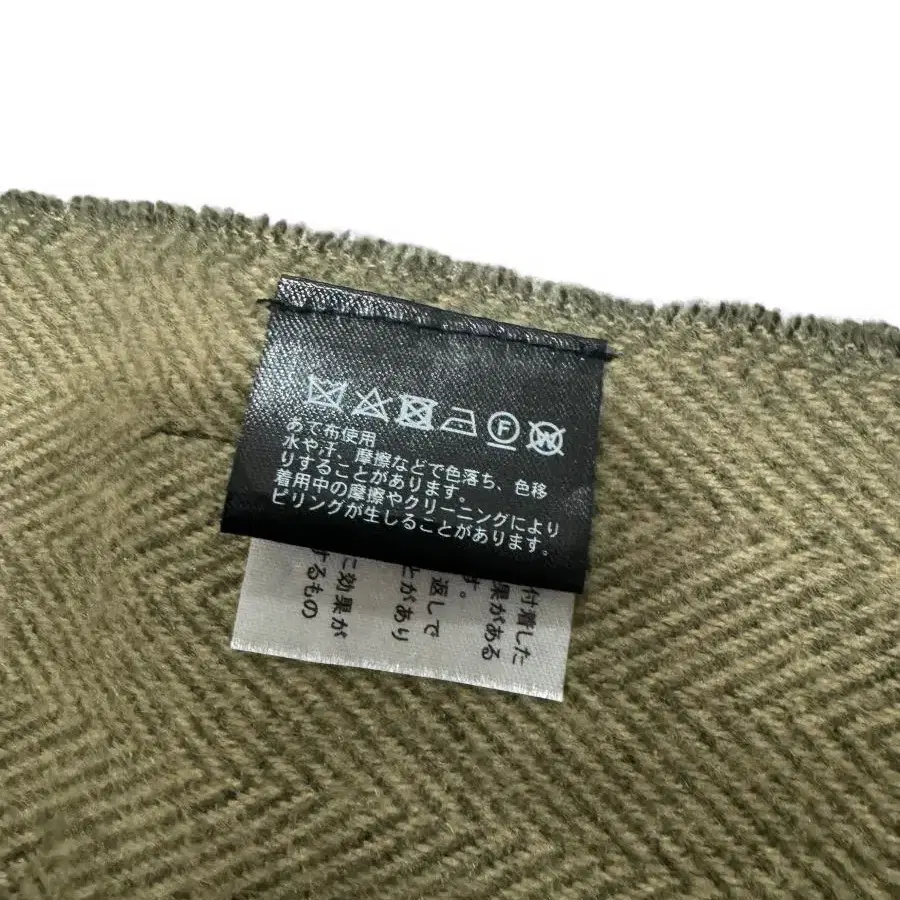 F W
あて布使用
水や汗、摩擦などで色落ち、色移
りすることがあります。
着用中の摩擦やクリーニングにより
ピリングが生じることがあります。
付着した
果がある
す。
返して
とがあり
に効果が
するもの